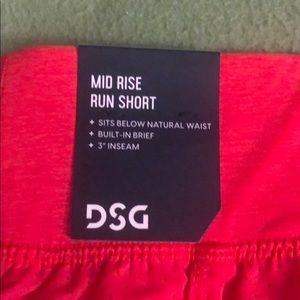 MID RISE
RUN SHORT
+ SITS BELOW NATURAL WAIST
+ BUILT-IN BRIEF
+ 3" INSEAM
DSG